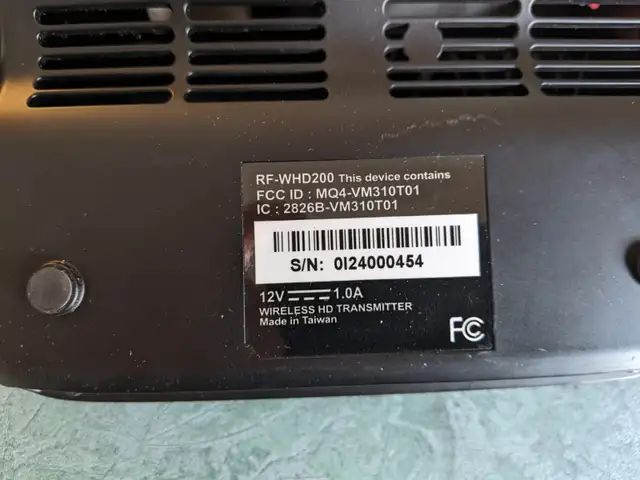 RF-WHD200 This device contains
FCC ID : MQ4-VM310T01
IC : 2826B-VM310T01
S/N: 0I24000454
12V ⎓ 1.0A
WIRELESS HD TRANSMITTER
Made in Taiwan
FC